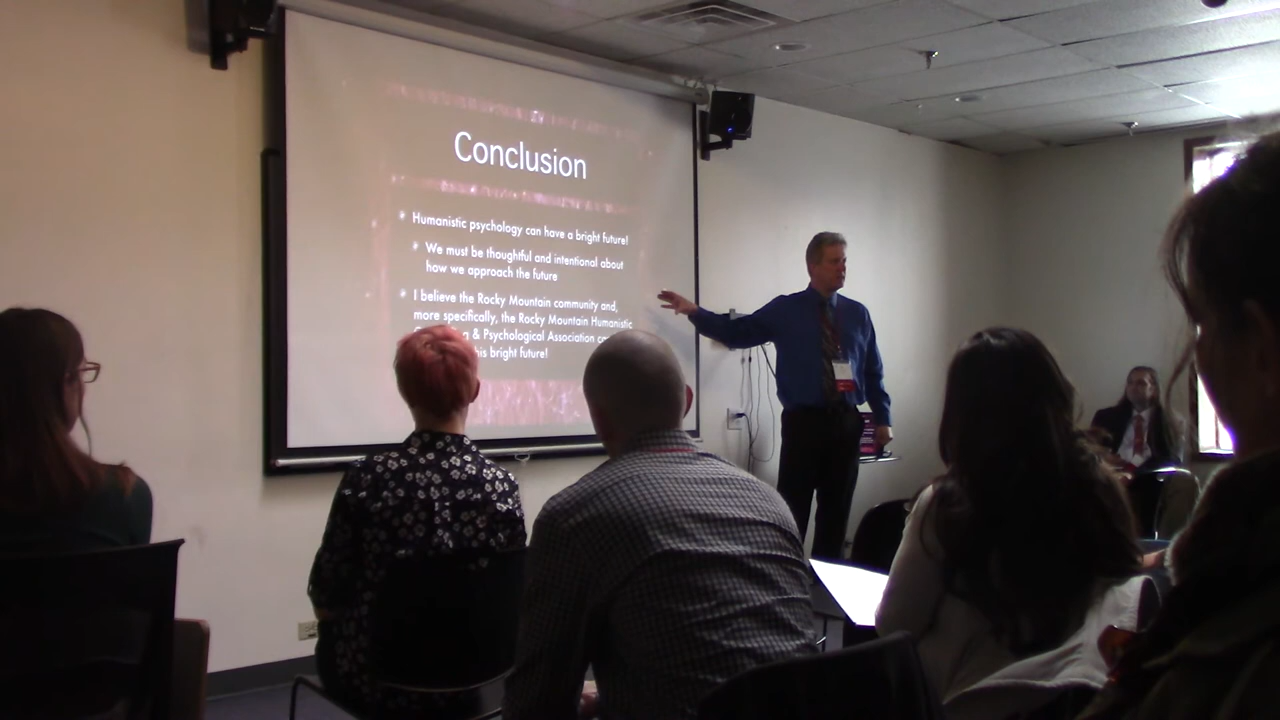 Conclusion
Humanistic psychology can have a bright future!
We must be thoughtful and intentional about
how we approach the future
I believe the Rocky Mountain community and,
more specifically, the Rocky Mountain Humanistic
& Psychological Association
bright future!